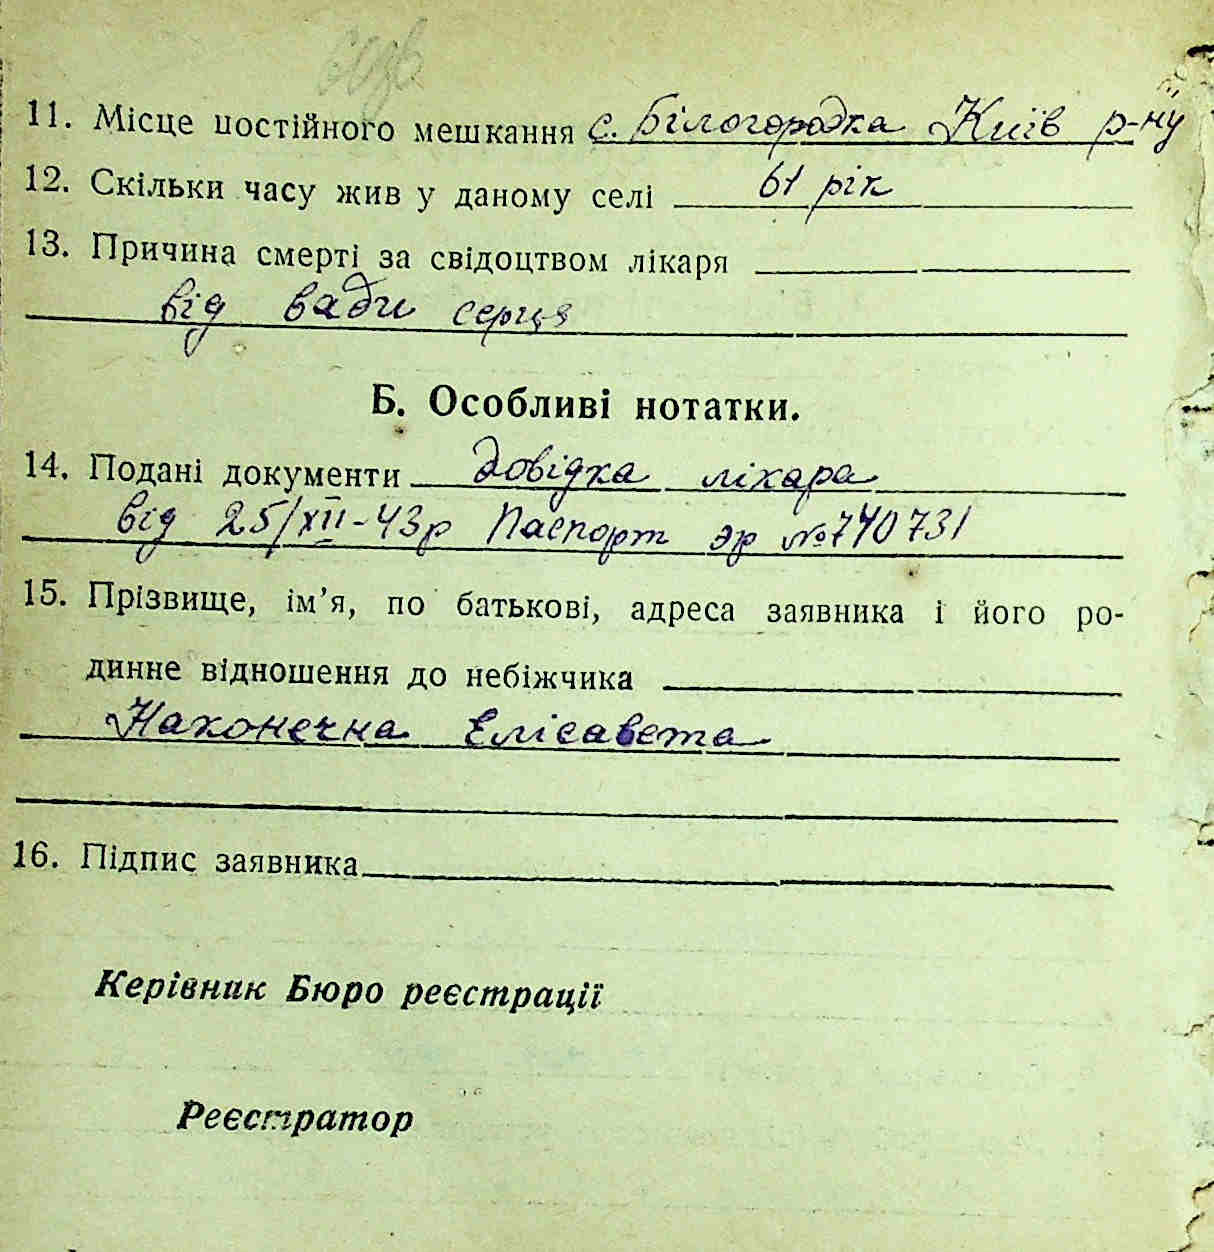 11. Місце постійного мешкання с. Білогородка Київ р-ну
12. Скільки часу жив у даному селі 61 рік
13. Причина смерті за свідоцтвом лікаря
від вади серця
Б. Особливі нотатки.
14. Подані документи довідка лікара
від 25/XII-43р Паспорт зр №740731
15. Прізвище, ім’я, по батькові, адреса заявника і його ро-
динне відношення до небіжчика
Наконечна Елісавета
16. Підпис заявника
Керівник Бюро реєстрації
Реєстратор